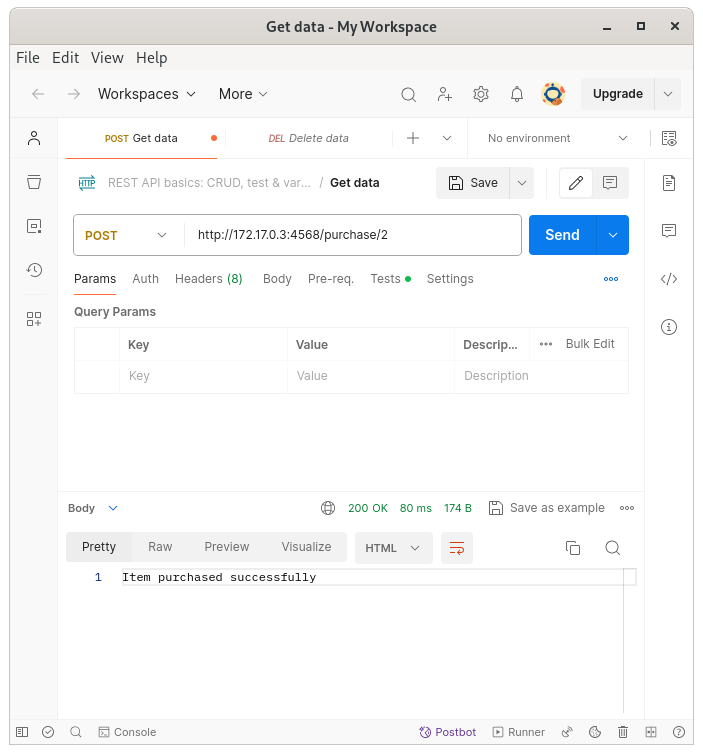 Get data - My Workspace
File Edit View Help
Workspaces More Upgrade
POST Get data DEL Delete data No environment
HTTP REST API basics: CRUD, test & var... / Get data Save
POST http://172.17.0.3:4568/purchase/2 Send
Params Auth Headers (8) Body Pre-req. Tests Settings
Query Params
Key Value Descrip... Bulk Edit
Key Value Description
Body 200 OK 80 ms 174 B Save as example
Pretty Raw Preview Visualize HTML
1 Item purchased successfully
Console Postbot Runner